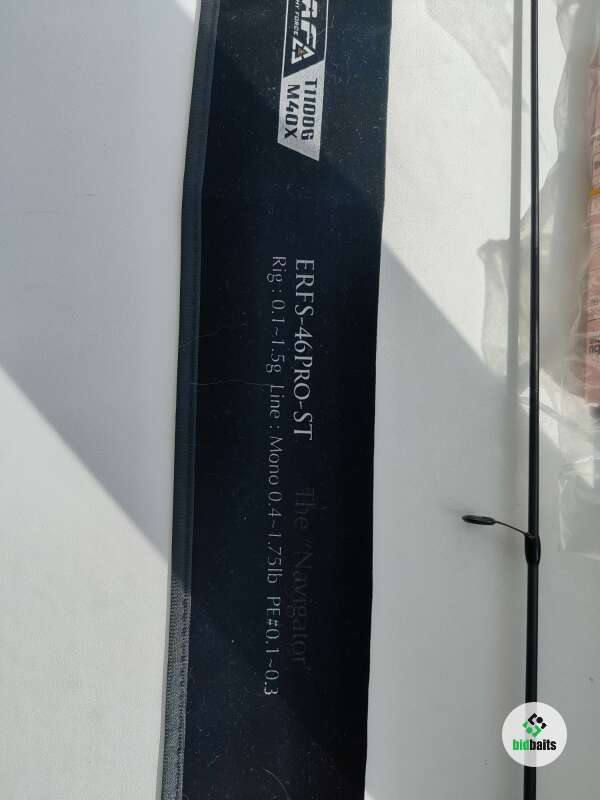 T1100G
M40X
ERFS-46PRO-ST The "Navigator"
Rig : 0.1~1.5g Line : Mono 0.4~1.75lb PE#0.1~0.3
bidbaits